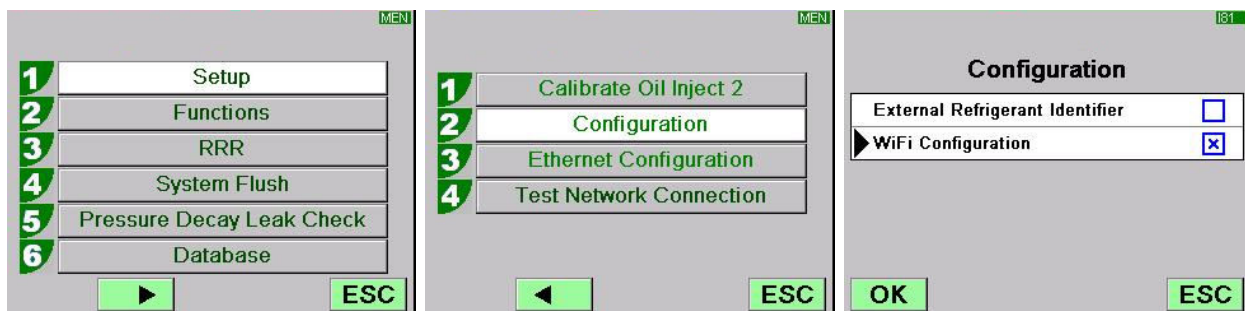 MEN
1 Setup
2 Functions
3 RRR
4 System Flush
5 Pressure Decay Leak Check
6 Database
ESC
MEN
1 Calibrate Oil Inject 2
2 Configuration
3 Ethernet Configuration
4 Test Network Connection
ESC
I81
Configuration
External Refrigerant Identifier
WiFi Configuration
OK ESC